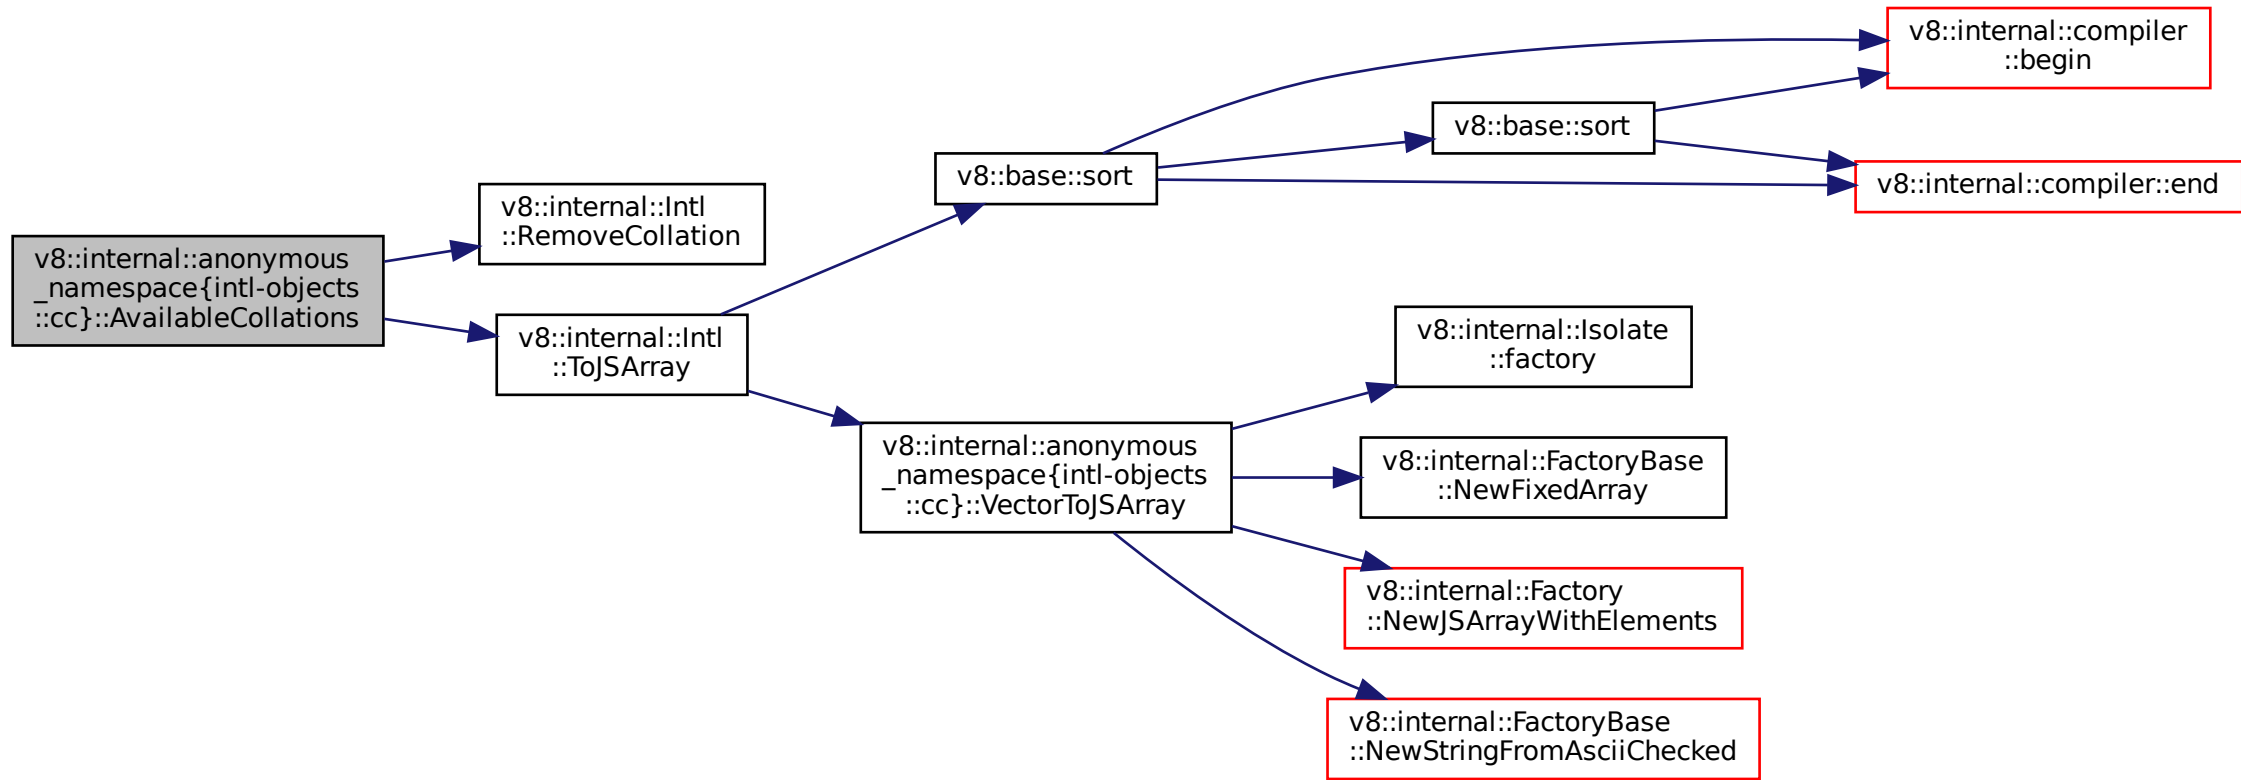 v8::internal::anonymous
_namespace{intl-objects
::cc}::AvailableCollations
v8::internal::Intl
::RemoveCollation
v8::internal::Intl
::ToJSArray
v8::base::sort
v8::base::sort
v8::internal::compiler
::begin
v8::internal::compiler::end
v8::internal::anonymous
_namespace{intl-objects
::cc}::VectorToJSArray
v8::internal::Isolate
::factory
v8::internal::FactoryBase
::NewFixedArray
v8::internal::Factory
::NewJSArrayWithElements
v8::internal::FactoryBase
::NewStringFromAsciiChecked